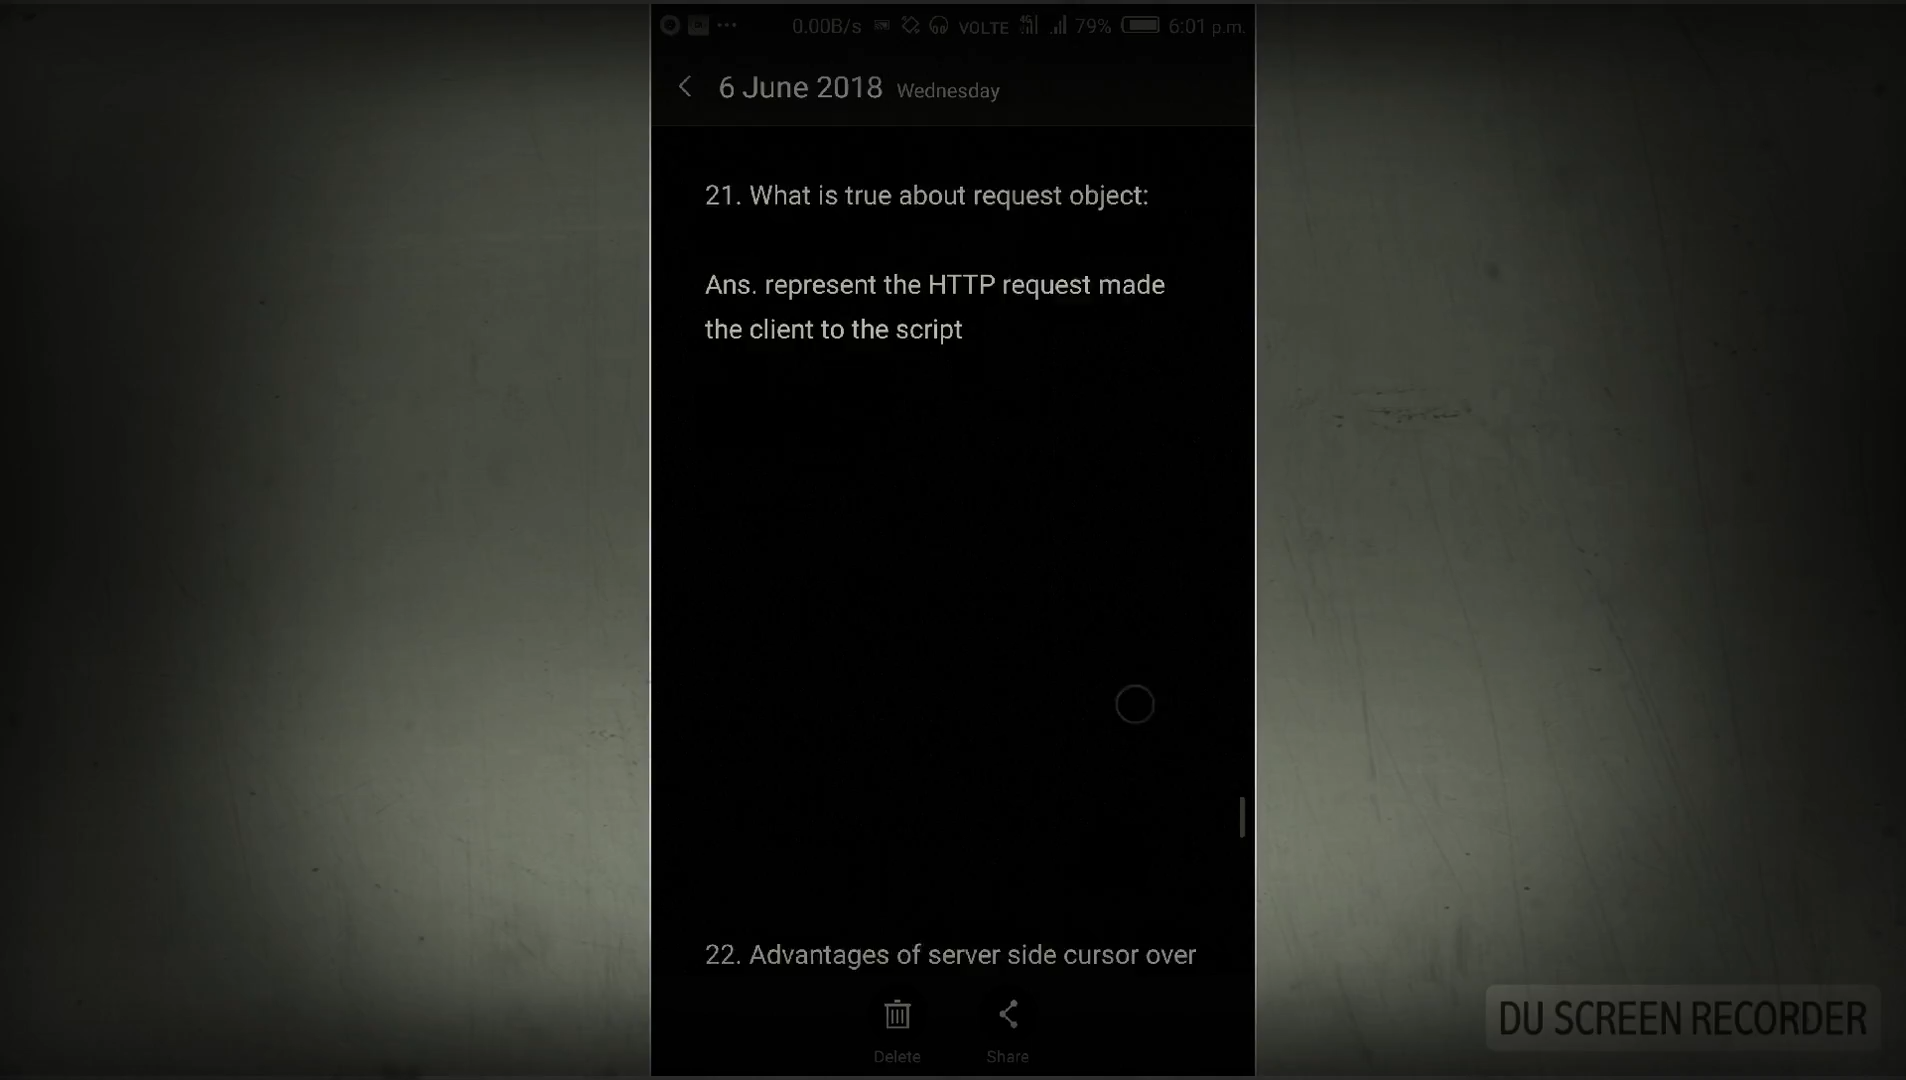 0.00B/s VOLTE 4G 79% 6:01 p.m.
6 June 2018 Wednesday
21. What is true about request object:
Ans. represent the HTTP request made
the client to the script
22. Advantages of server side cursor over
Delete Share
DU SCREEN RECORDER